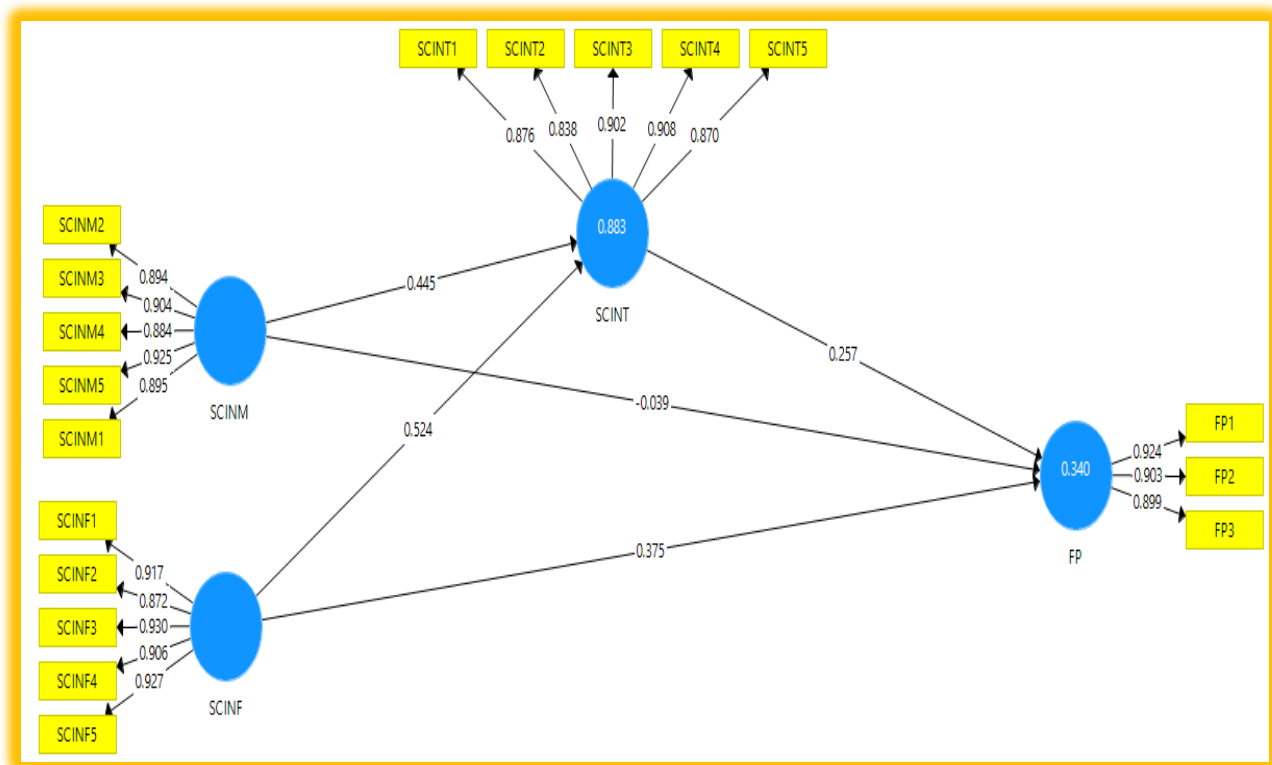 SCINT1 SCINT2 SCINT3 SCINT4 SCINT5
0.876 0.838 0.902 0.908 0.870
0.883
SCINT
SCINM2
SCINM3
SCINM4
SCINM5
SCINM1
0.894
0.904
0.884
0.925
0.895
SCINM
0.445
0.524
-0.039
0.257
0.375
SCINF1
SCINF2
SCINF3
SCINF4
SCINF5
0.917
0.872
0.930
0.906
0.927
SCINF
0.340
FP
0.924
0.903
0.899
FP1
FP2
FP3